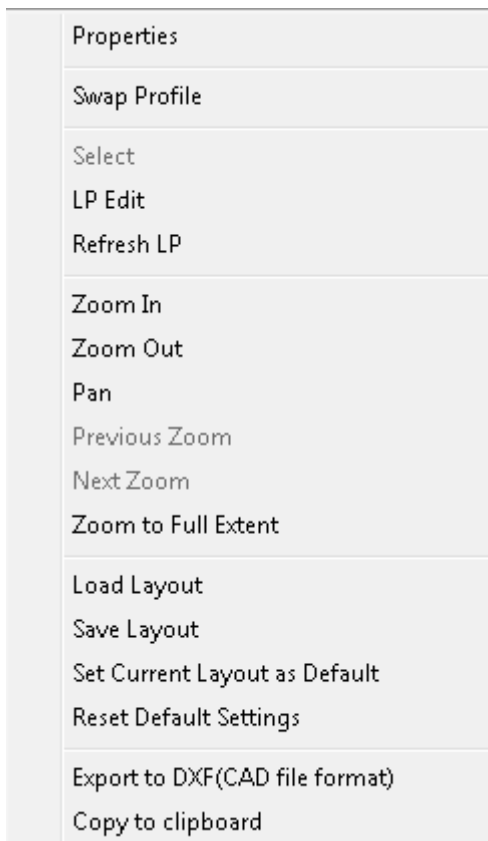 Properties
Swap Profile
Select
LP Edit
Refresh LP
Zoom In
Zoom Out
Pan
Previous Zoom
Next Zoom
Zoom to Full Extent
Load Layout
Save Layout
Set Current Layout as Default
Reset Default Settings
Export to DXF(CAD file format)
Copy to clipboard